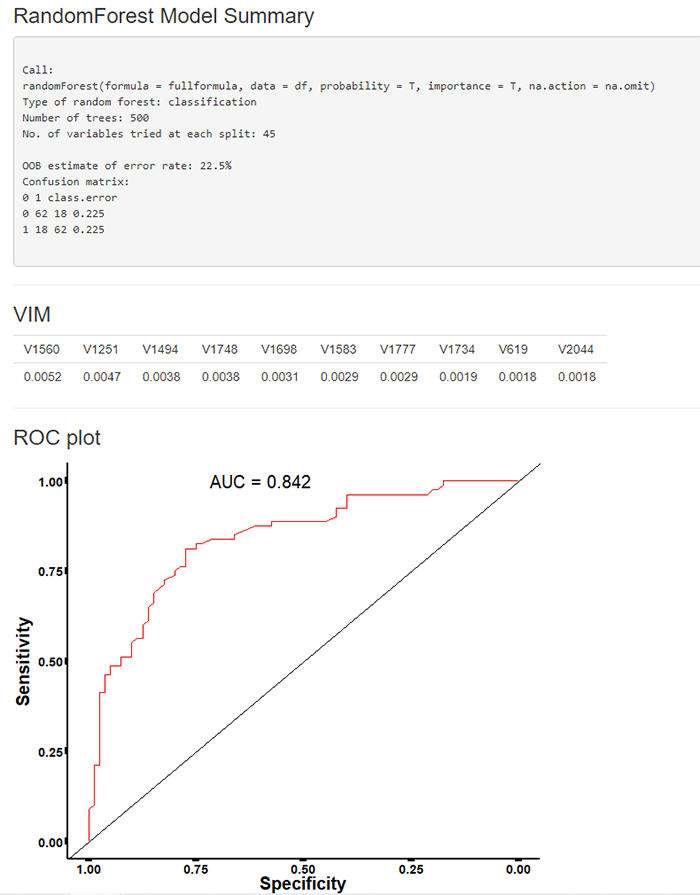 RandomForest Model Summary
Call:
randomForest(formula = fullformula, data = df, probability = T, importance = T, na.action = na.omit)
Type of random forest: classification
Number of trees: 500
No. of variables tried at each split: 45
OOB estimate of error rate: 22.5%
Confusion matrix:
0 1 class.error
0 62 18 0.225
1 18 62 0.225
VIM
V1560 V1251 V1494 V1748 V1698 V1583 V1777 V1734 V619 V2044
0.0052 0.0047 0.0038 0.0038 0.0031 0.0029 0.0029 0.0019 0.0018 0.0018
ROC plot
AUC = 0.842
1.00
0.75
0.50
0.25
0.00
Sensitivity
1.00 0.75 0.50 0.25 0.00
Specificity